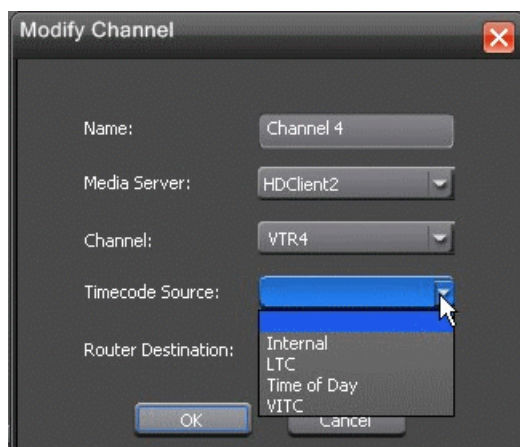 Modify Channel
Name: Channel 4
Media Server: HDClient2
Channel: VTR4
Timecode Source:
Internal
LTC
Router Destination:
Time of Day
VITC
OK Cancel